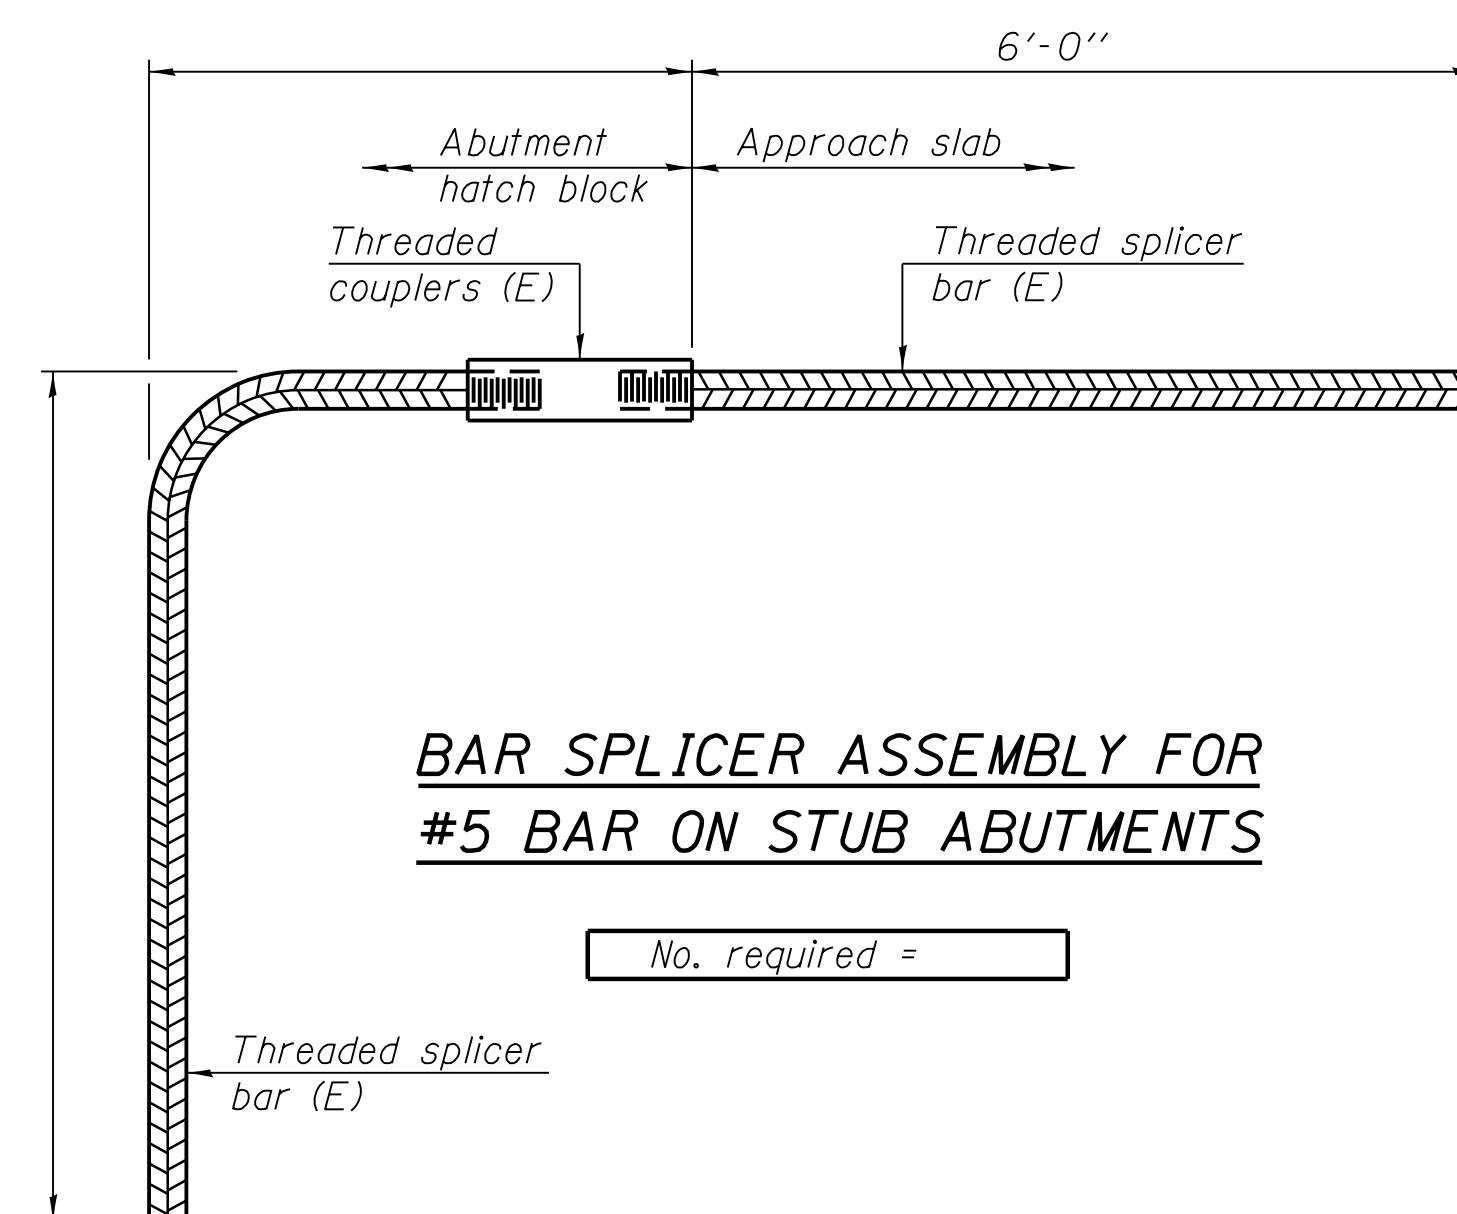 6'-0"
Abutment
hatch block
Approach slab
Threaded
couplers (E)
Threaded splicer
bar (E)
BAR SPLICER ASSEMBLY FOR
#5 BAR ON STUB ABUTMENTS
No. required =
Threaded splicer
bar (E)